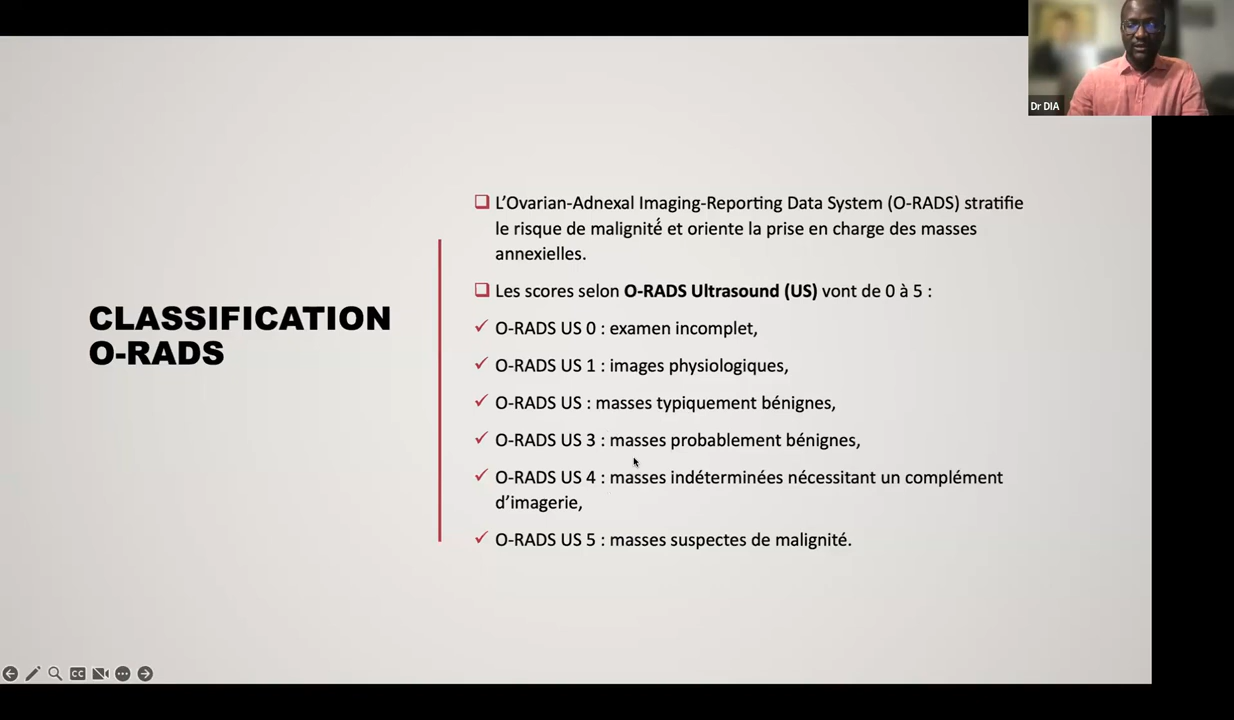 Dr DIA
CLASSIFICATION
O-RADS
L'Ovarian-Adnexal Imaging-Reporting Data System (O-RADS) stratifie
le risque de malignité́ et oriente la prise en charge des masses
annexielles.
Les scores selon O-RADS Ultrasound (US) vont de 0 à 5 :
O-RADS US 0 : examen incomplet,
O-RADS US 1 : images physiologiques,
O-RADS US : masses typiquement bénignes,
O-RADS US 3 : masses probablement bénignes,
O-RADS US 4 : masses indéterminées nécessitant un complément
d'imagerie,
O-RADS US 5 : masses suspectes de malignité.
CC